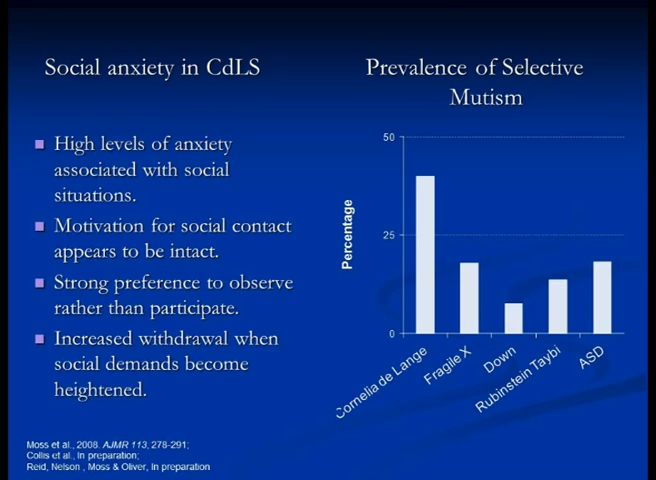 Social anxiety in CdLS
High levels of anxiety
associated with social
situations.
Motivation for social contact
appears to be intact.
Strong preference to observe
rather than participate.
Increased withdrawal when
social demands become
heightened.
Moss et al., 2008. AJMR 113, 278-291;
Collis et al., In preparation;
Reid, Nelson , Moss & Oliver, In preparation
Prevalence of Selective
Mutism
Percentage
50
25
0
Cornelia de Lange
Fragile X
Down
Rubinstein Taybi
ASD